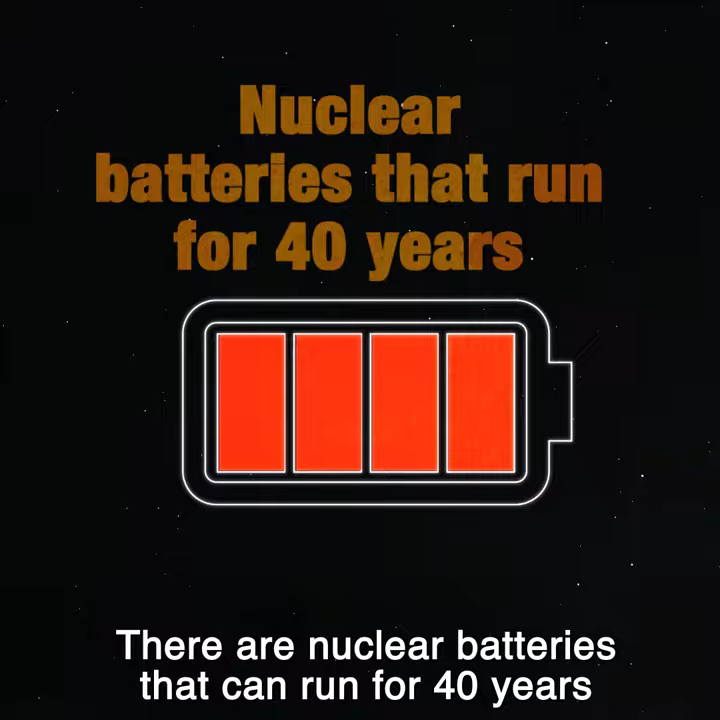 Nuclear
batteries that run
for 40 years
There are nuclear batteries
that can run for 40 years